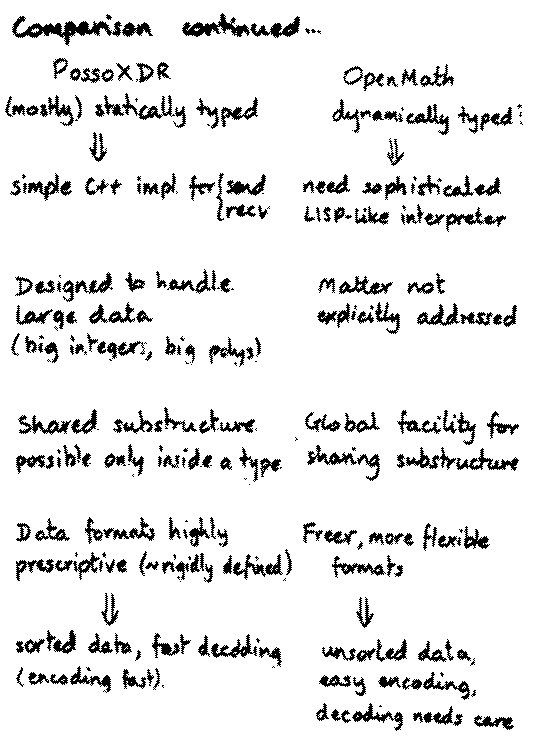 Comparison continued...
PossoXDR
(mostly) statically typed
⇓
simple C++ impl for { send
recv
Designed to handle
large data
(big integers, big polys)
Shared substructure
possible only inside a type
Data formats highly
prescriptive (~rigidly defined)
⇓
sorted data, fast decoding
(encoding fast).
OpenMath
dynamically typed?
⇓
need sophisticated
LISP-like interpreter
Matter not
explicitly addressed
Global facility for
sharing substructure
Freer, more flexible
formats
⇓
unsorted data,
easy encoding,
decoding needs care